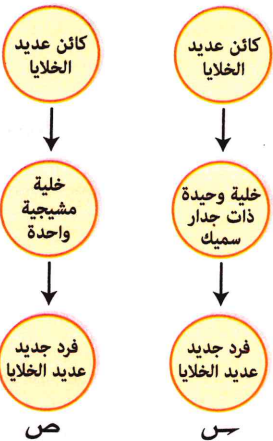 كائن عديد
الخلايا
خلية وحيدة
ذات جدار
سميك
فرد جديد
عديد الخلايا
س
كائن عديد
الخلايا
خلية
مشيجية
واحدة
فرد جديد
عديد الخلايا
ص